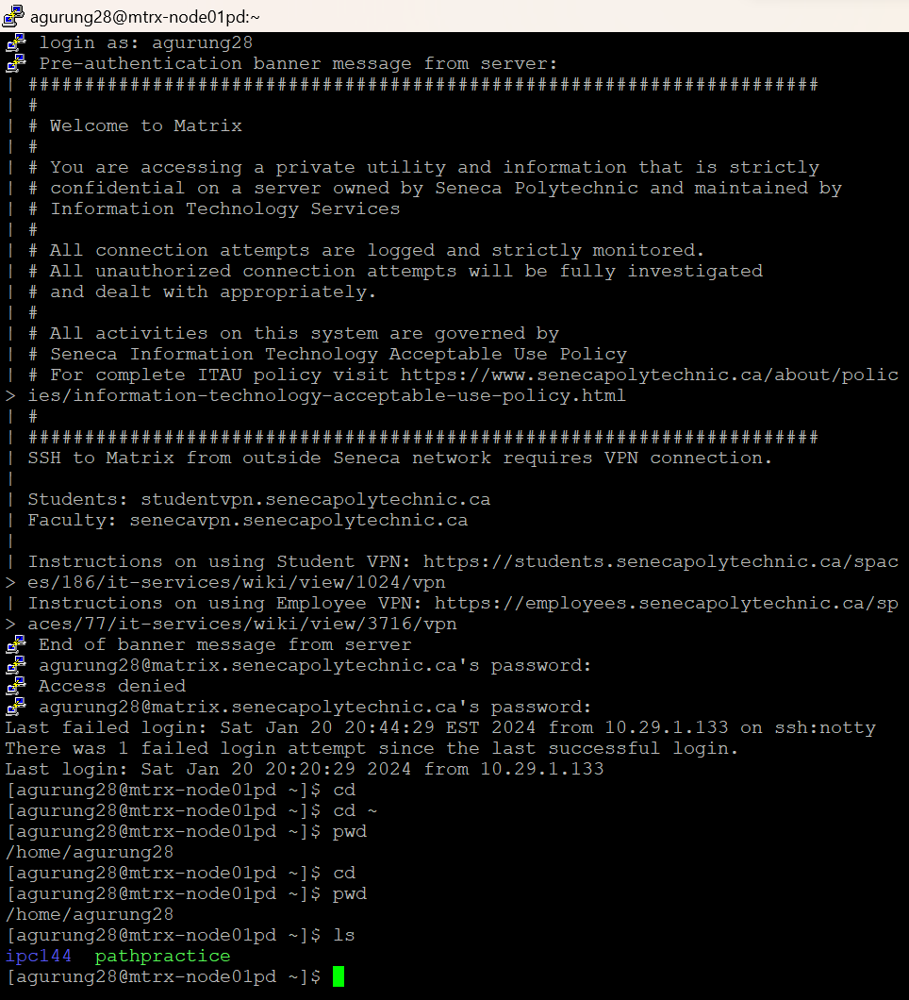 agurung28@mtrx-node01pd:~
login as: agurung28
Pre-authentication banner message from server:
| ######################################################################
| #
| # Welcome to Matrix
| #
| # You are accessing a private utility and information that is strictly
| # confidential on a server owned by Seneca Polytechnic and maintained by
| # Information Technology Services
| #
| # All connection attempts are logged and strictly monitored.
| # All unauthorized connection attempts will be fully investigated
| # and dealt with appropriately.
| #
| # All activities on this system are governed by
| # Seneca Information Technology Acceptable Use Policy
| # For complete ITAU policy visit https://www.senecapolytechnic.ca/about/polic
> ies/information-technology-acceptable-use-policy.html
| #
| ######################################################################
| SSH to Matrix from outside Seneca network requires VPN connection.
|
| Students: studentvpn.senecapolytechnic.ca
| Faculty: senecavpn.senecapolytechnic.ca
|
| Instructions on using Student VPN: https://students.senecapolytechnic.ca/spac
> es/186/it-services/wiki/view/1024/vpn
| Instructions on using Employee VPN: https://employees.senecapolytechnic.ca/sp
> aces/77/it-services/wiki/view/3716/vpn
End of banner message from server
agurung28@matrix.senecapolytechnic.ca's password:
Access denied
agurung28@matrix.senecapolytechnic.ca's password:
Last failed login: Sat Jan 20 20:44:29 EST 2024 from 10.29.1.133 on ssh:notty
There was 1 failed login attempt since the last successful login.
Last login: Sat Jan 20 20:20:29 2024 from 10.29.1.133
[agurung28@mtrx-node01pd ~]$ cd
[agurung28@mtrx-node01pd ~]$ cd ~
[agurung28@mtrx-node01pd ~]$ pwd
/home/agurung28
[agurung28@mtrx-node01pd ~]$ cd
[agurung28@mtrx-node01pd ~]$ pwd
/home/agurung28
[agurung28@mtrx-node01pd ~]$ ls
ipc144  pathpractice
[agurung28@mtrx-node01pd ~]$